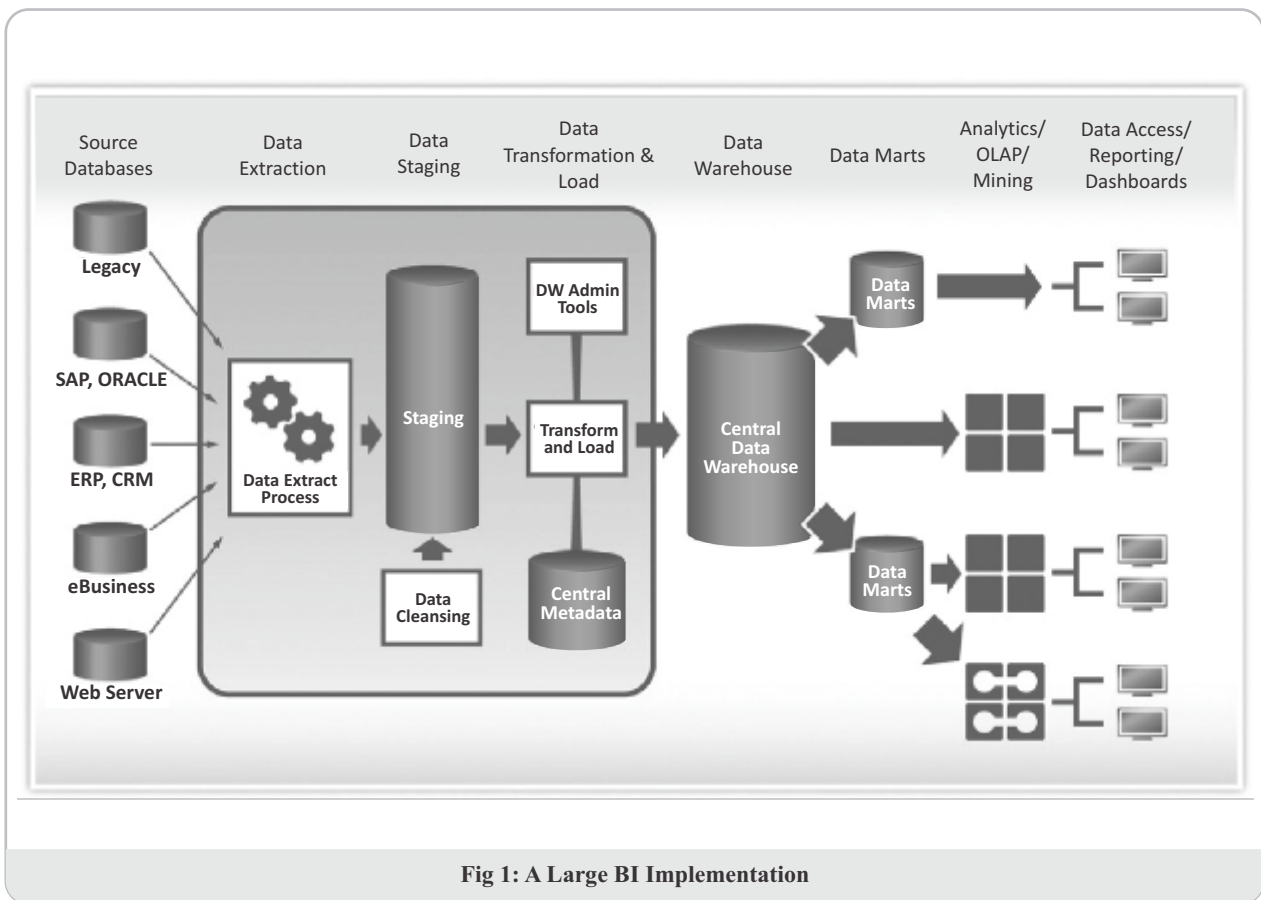 Source
Databases
Data
Extraction
Data
Staging
Data
Transformation &
Load
Data
Warehouse
Data Marts
Analytics/
OLAP/
Mining
Data Access/
Reporting/
Dashboards
Legacy
SAP, ORACLE
ERP, CRM
eBusiness
Web Server
Data Extract
Process
Staging
Data
Cleansing
DW Admin
Tools
Transform
and Load
Central
Metadata
Central
Data
Warehouse
Data
Marts
Data
Marts
Fig 1: A Large BI Implementation